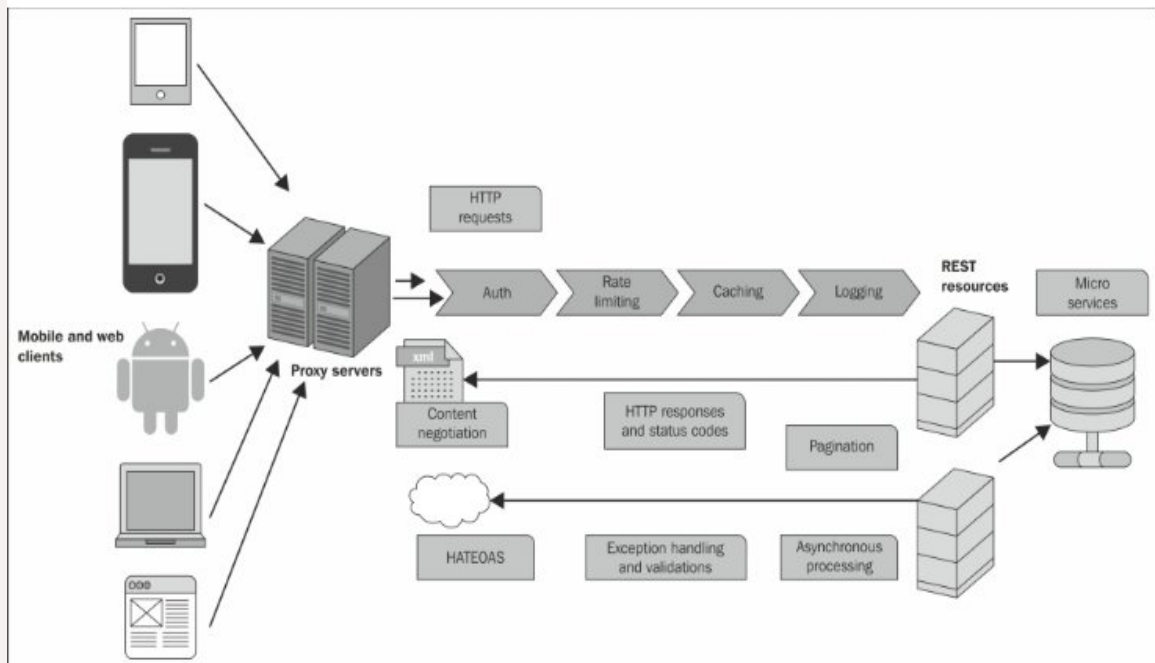 HTTP
requests
Auth
Rate
limiting
Caching
Logging
REST
resources
Micro
services
Mobile and web
clients
Proxy servers
xml
Content
negotiation
HTTP responses
and status codes
Pagination
HATEOAS
Exception handling
and validations
Asynchronous
processing